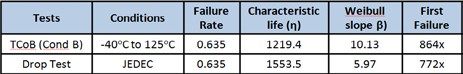 Tests Conditions Failure Rate Characteristic life (η) Weibull slope β) First Failure
TCoB (Cond B) -40°C to 125°C 0.635 1219.4 10.13 864x
Drop Test JEDEC 0.635 1553.5 5.97 772x